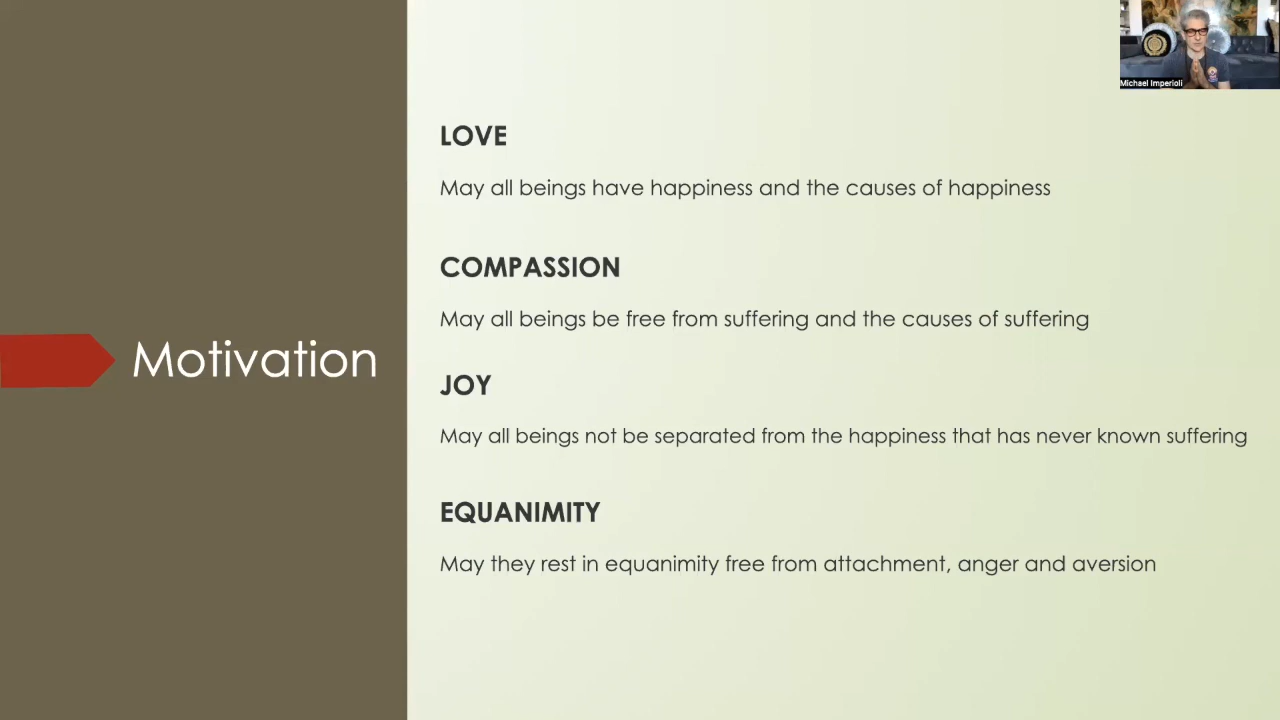 Michael Imperioli
LOVE
May all beings have happiness and the causes of happiness
COMPASSION
May all beings be free from suffering and the causes of suffering
Motivation
JOY
May all beings not be separated from the happiness that has never known suffering
EQUANIMITY
May they rest in equanimity free from attachment, anger and aversion